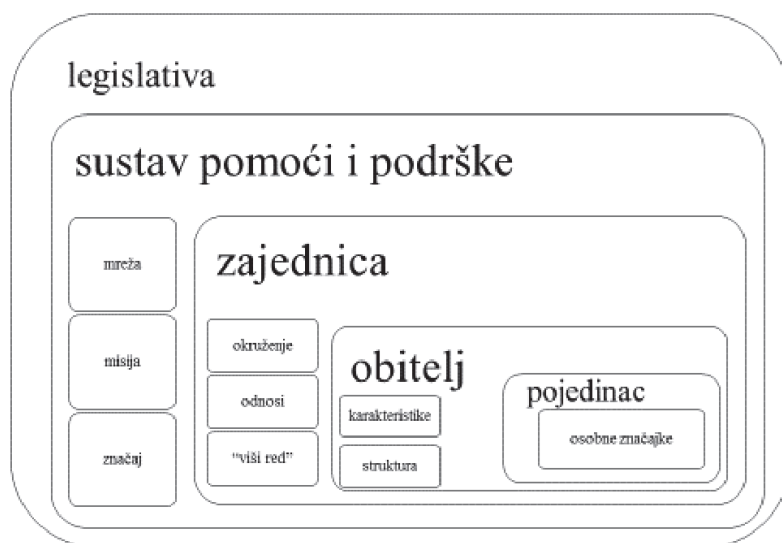 legislativa
sustav pomoći i podrške
mreža
misija
značaj
zajednica
okruženje
odnosi
“viši red”
obitelj
karakteristike
struktura
pojedinac
osobne značajke